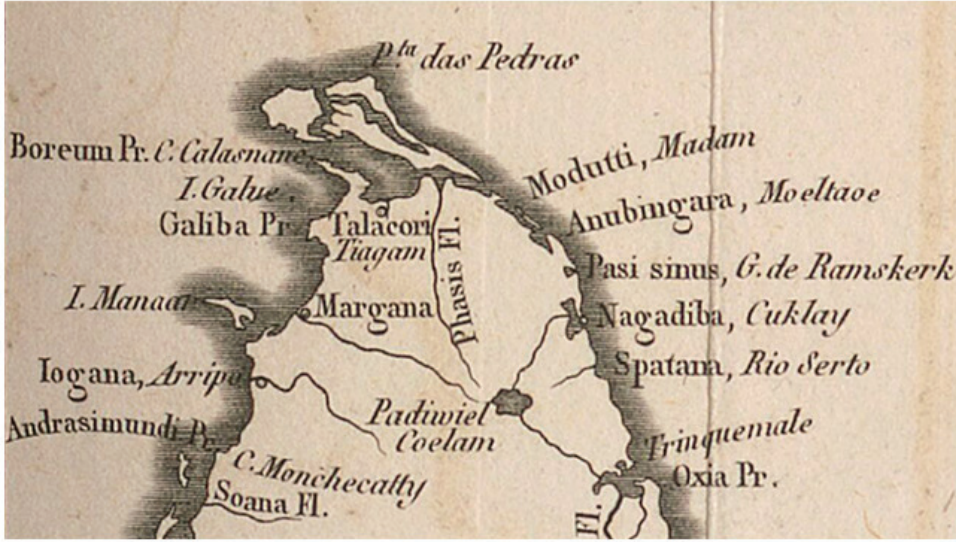 P.ta das Pedras
Boreum Pr. C. Calasnane
Modutti, Madam
I. Galue.
Anubingara, Moeltaoe
Galiba Pr.
Talacori
Tiagam
Phasis Fl.
Pasi sinus, G. de Ramskerk
I. Manaar
Margana
Nagadiba, Cuklay
Iogana, Arripo
Spatana, Rio Serto
Padiwiel
Coelam
Andrasimundi Pr.
Trinquemale
C. Monchecatty
Oxia Pr.
Soana Fl.
Fl.